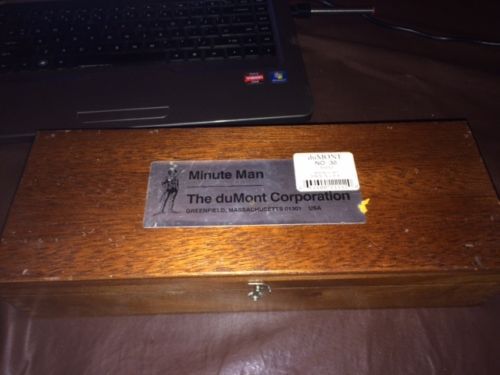 Minute Man
The duMont Corporation
GREENFIELD, MASSACHUSETTS 01301 USA
duMONT
NO. 30